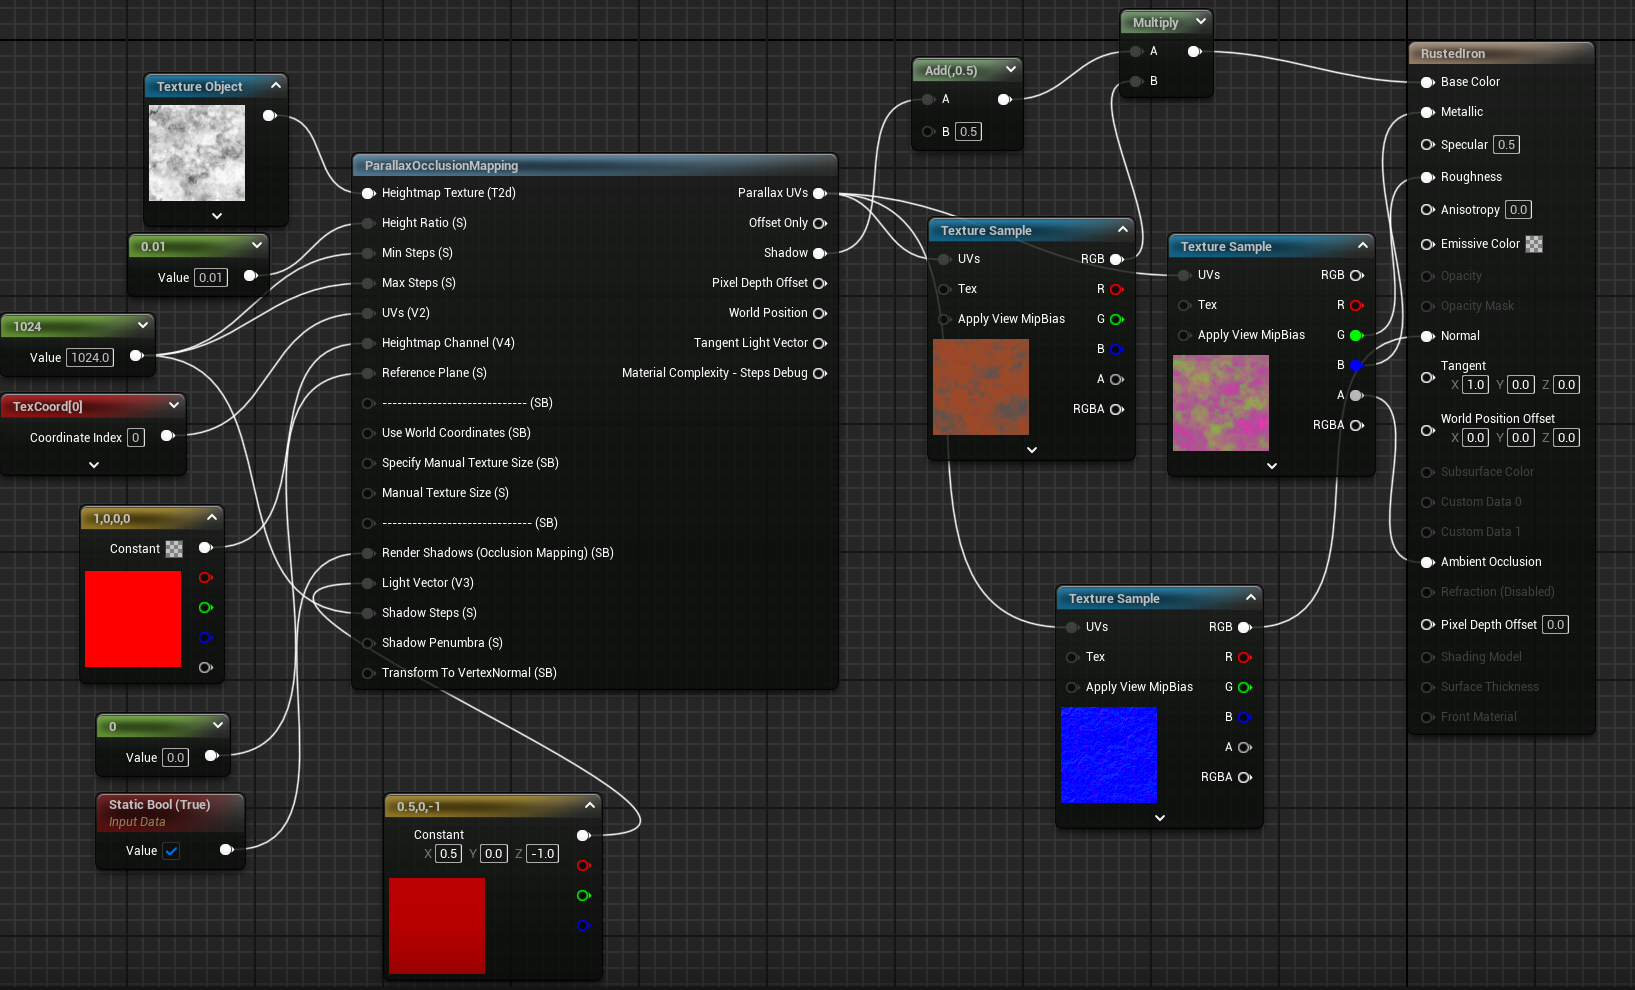 Texture Object
0.01
Value 0.01
1024
Value 1024.0
TexCoord[0]
Coordinate Index 0
1,0,0,0
Constant
0
Value 0.0
Static Bool (True)
Input Data
Value
ParallaxOcclusionMapping
Heightmap Texture (T2d) Parallax UVs
Height Ratio (S) Offset Only
Min Steps (S) Shadow
Max Steps (S) Pixel Depth Offset
UVs (V2) World Position
Heightmap Channel (V4) Tangent Light Vector
Reference Plane (S) Material Complexity - Steps Debug
---------------------------- (SB)
Use World Coordinates (SB)
Specify Manual Texture Size (SB)
Manual Texture Size (S)
----------------------------- (SB)
Render Shadows (Occlusion Mapping) (SB)
Light Vector (V3)
Shadow Steps (S)
Shadow Penumbra (S)
Transform To VertexNormal (SB)
0.5,0,-1
Constant
X 0.5 Y 0.0 Z -1.0
Add(,0.5)
A
B 0.5
Multiply
A
B
Texture Sample
UVs RGB
Tex R
Apply View MipBias G
B
A
RGBA
Texture Sample
UVs RGB
Tex R
Apply View MipBias G
B
A
RGBA
Texture Sample
UVs RGB
Tex R
Apply View MipBias G
B
A
RGBA
RustedIron
Base Color
Metallic
Specular 0.5
Roughness
Anisotropy 0.0
Emissive Color
Opacity
Opacity Mask
Normal
Tangent
X 1.0 Y 0.0 Z 0.0
World Position Offset
X 0.0 Y 0.0 Z 0.0
Subsurface Color
Custom Data 0
Custom Data 1
Ambient Occlusion
Refraction (Disabled)
Pixel Depth Offset 0.0
Shading Model
Surface Thickness
Front Material